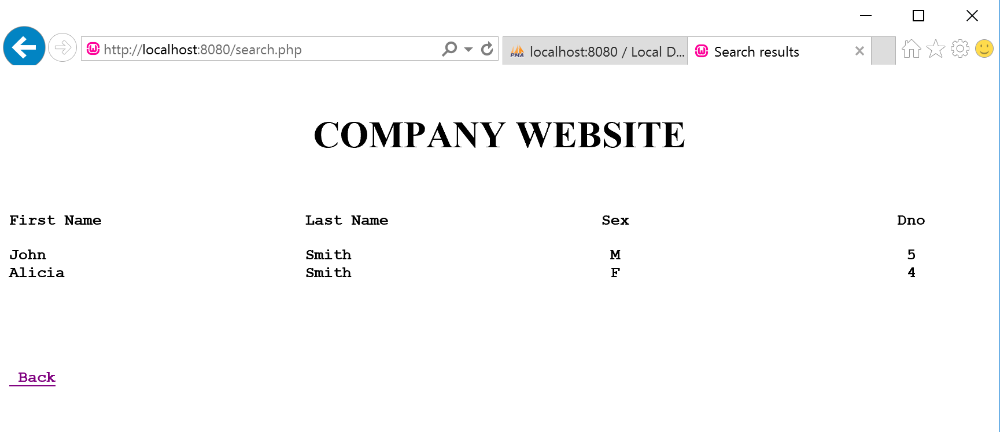 http://localhost:8080/search.php
PMA localhost:8080 / Local D...
Search results
COMPANY WEBSITE
First Name Last Name Sex Dno
John Smith M 5
Alicia Smith F 4
Back